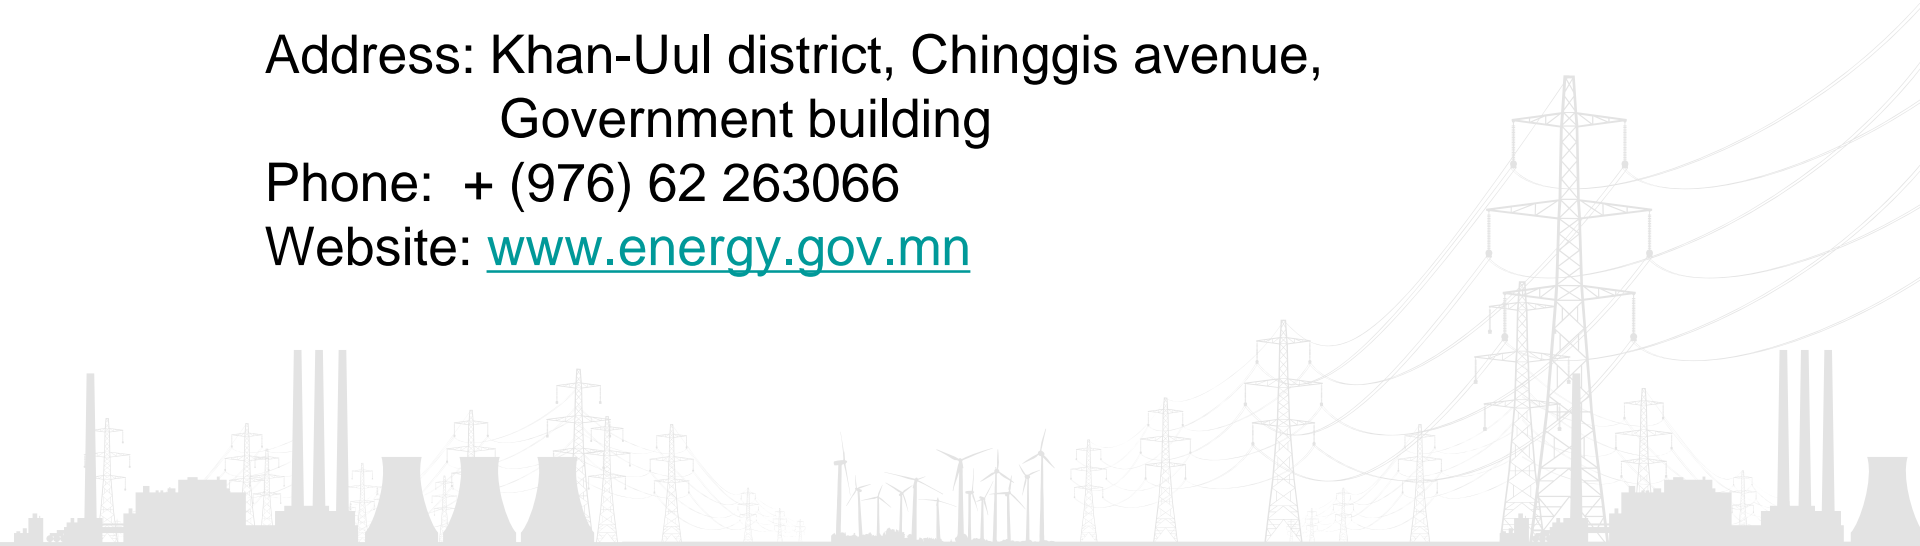 Address: Khan-Uul district, Chinggis avenue,
Government building
Phone: + (976) 62 263066
Website: www.energy.gov.mn